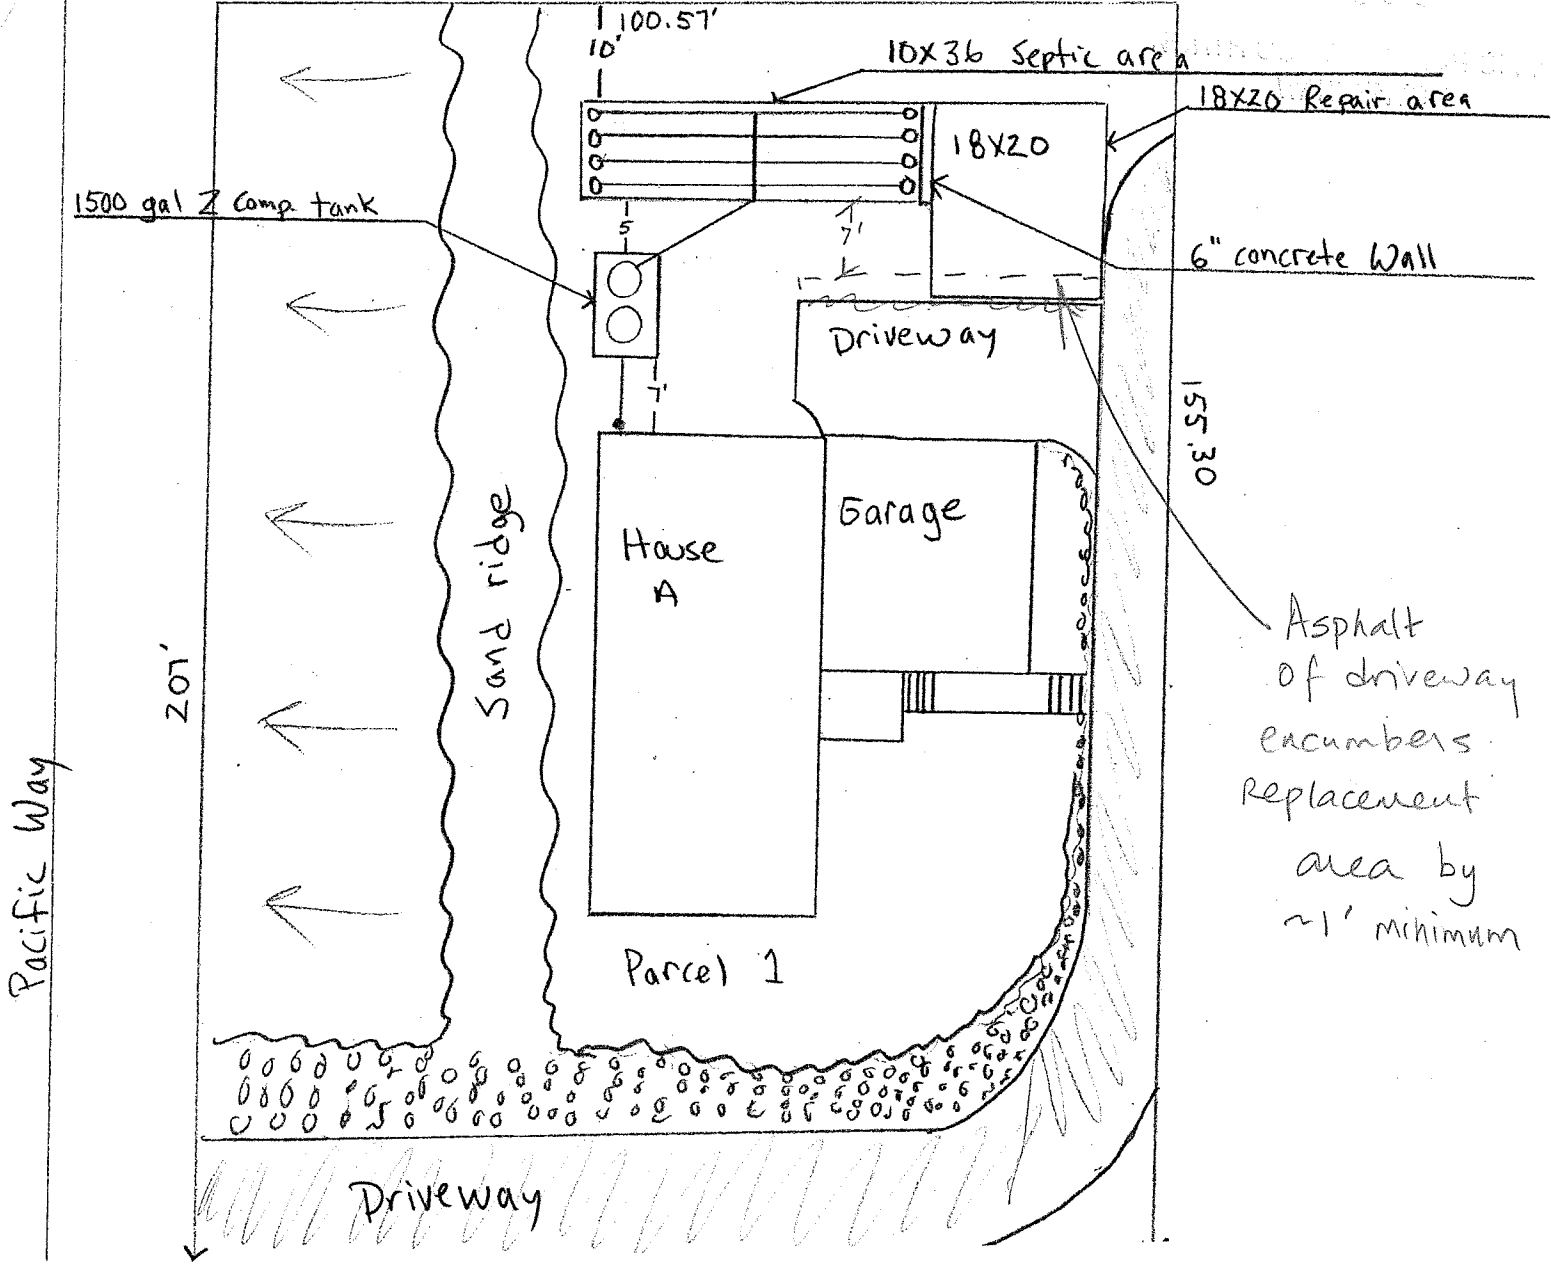 100.57'
10'
10X36 Septic area
18X20 Repair area
18X20
1500 gal 2 Comp. tank
5
7'
6" concrete Wall
Driveway
7'
155.30
Garage
House
A
Sand ridge
Asphalt
Of driveway
encumbers
Replacement
area by
~1' minimum
207'
Pacific Way
Parcel 1
Driveway